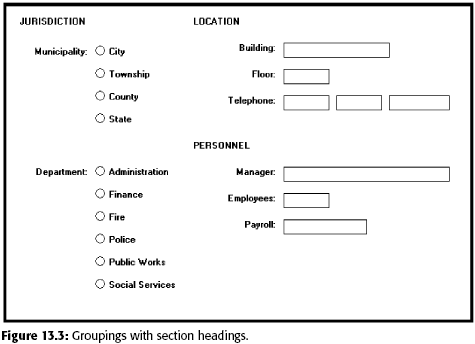 JURISDICTION
Municipality:
City
Township
County
State
Department:
Administration
Finance
Fire
Police
Public Works
Social Services
LOCATION
Building:
Floor:
Telephone:
PERSONNEL
Manager:
Employees:
Payroll:
Figure 13.3: Groupings with section headings.